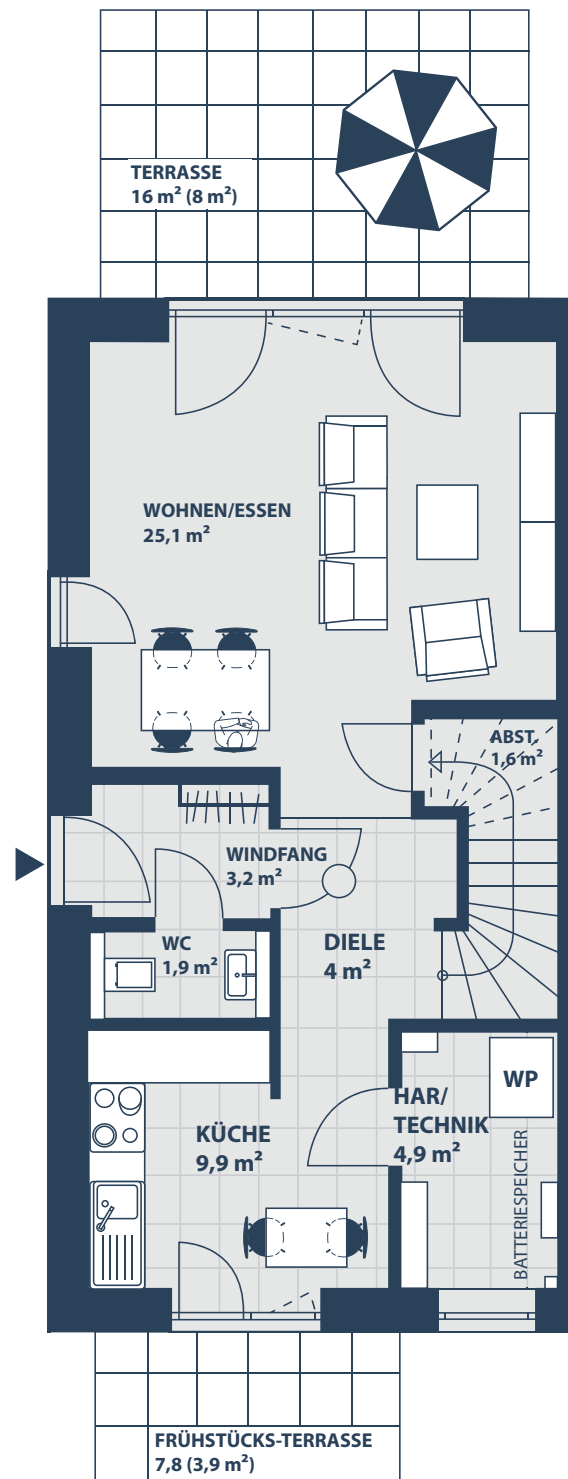 TERRASSE
16 m² (8 m²)
WOHNEN/ESSEN
25,1 m²
ABST.
1,6 m²
WINDFANG
3,2 m²
WC
1,9 m²
DIELE
4 m²
HAR/
TECHNIK
4,9 m²
WP
KÜCHE
9,9 m²
BATTERIESPEICHER
FRÜHSTÜCKS-TERRASSE
7,8 (3,9 m²)